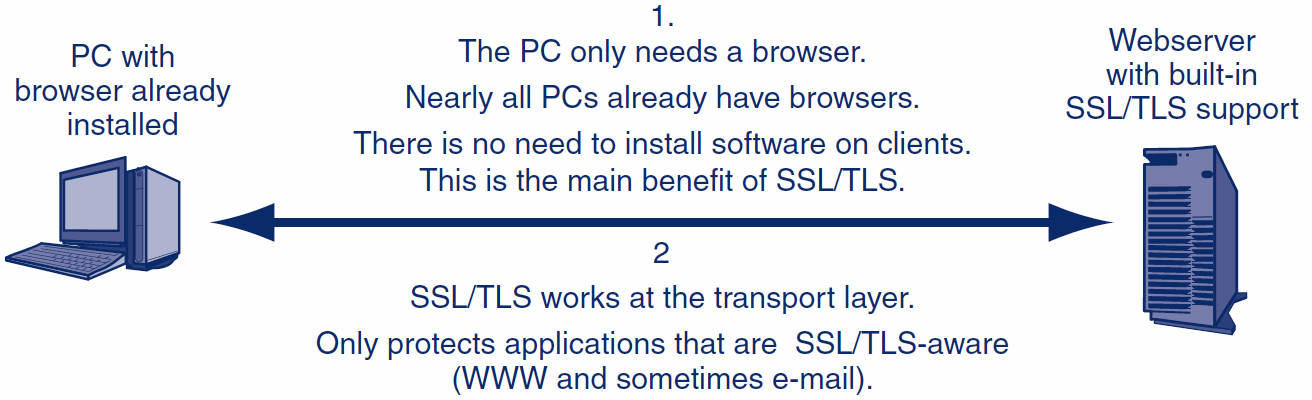 PC with
browser already
installed
1.
The PC only needs a browser.
Nearly all PCs already have browsers.
There is no need to install software on clients.
This is the main benefit of SSL/TLS.
Webserver
with built-in
SSL/TLS support
2
SSL/TLS works at the transport layer.
Only protects applications that are  SSL/TLS-aware
(WWW and sometimes e-mail).